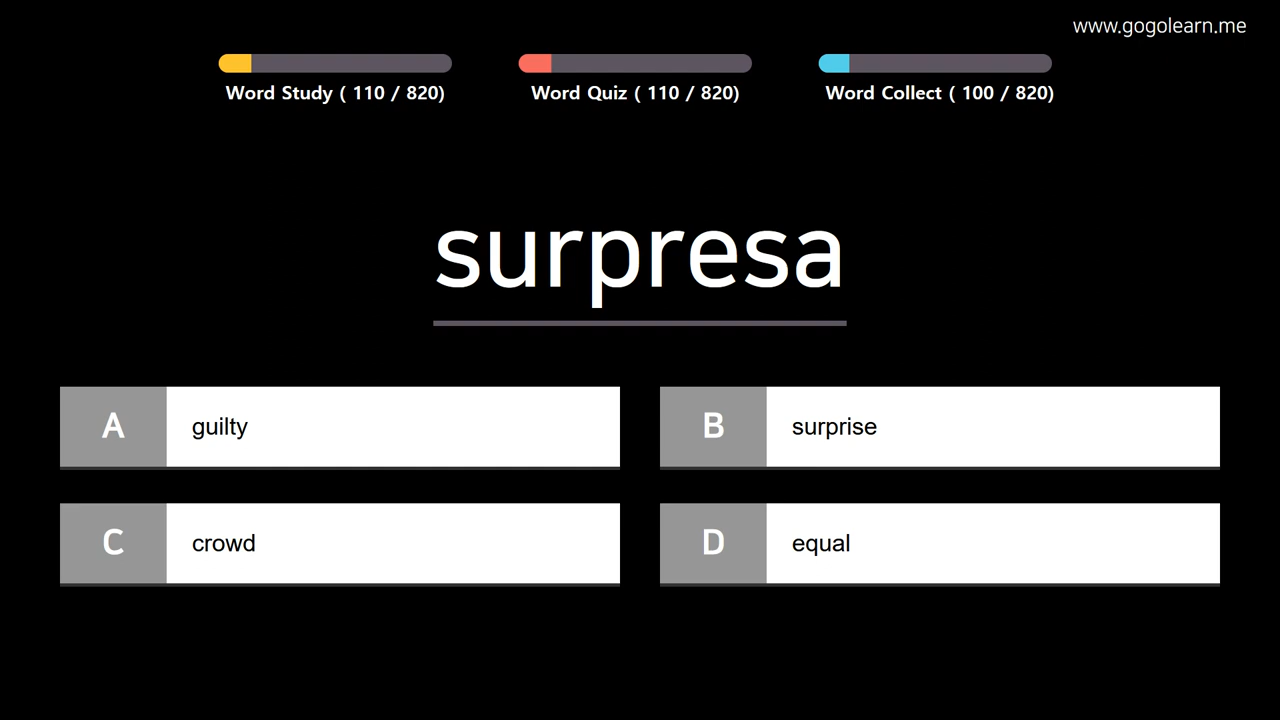 www.gogolearn.me
Word Study ( 110 / 820)
Word Quiz ( 110 / 820)
Word Collect ( 100 / 820)
surpresa
A guilty
B surprise
C crowd
D equal